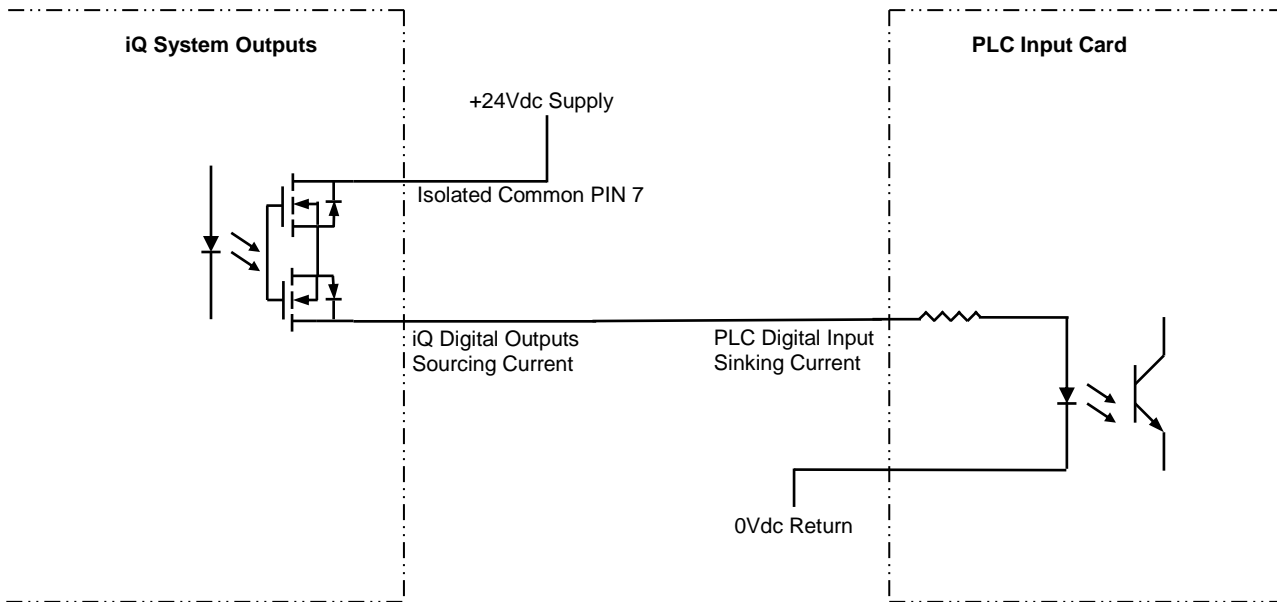 iQ System Outputs
PLC Input Card
+24Vdc Supply
Isolated Common PIN 7
iQ Digital Outputs
Sourcing Current
PLC Digital Input
Sinking Current
0Vdc Return